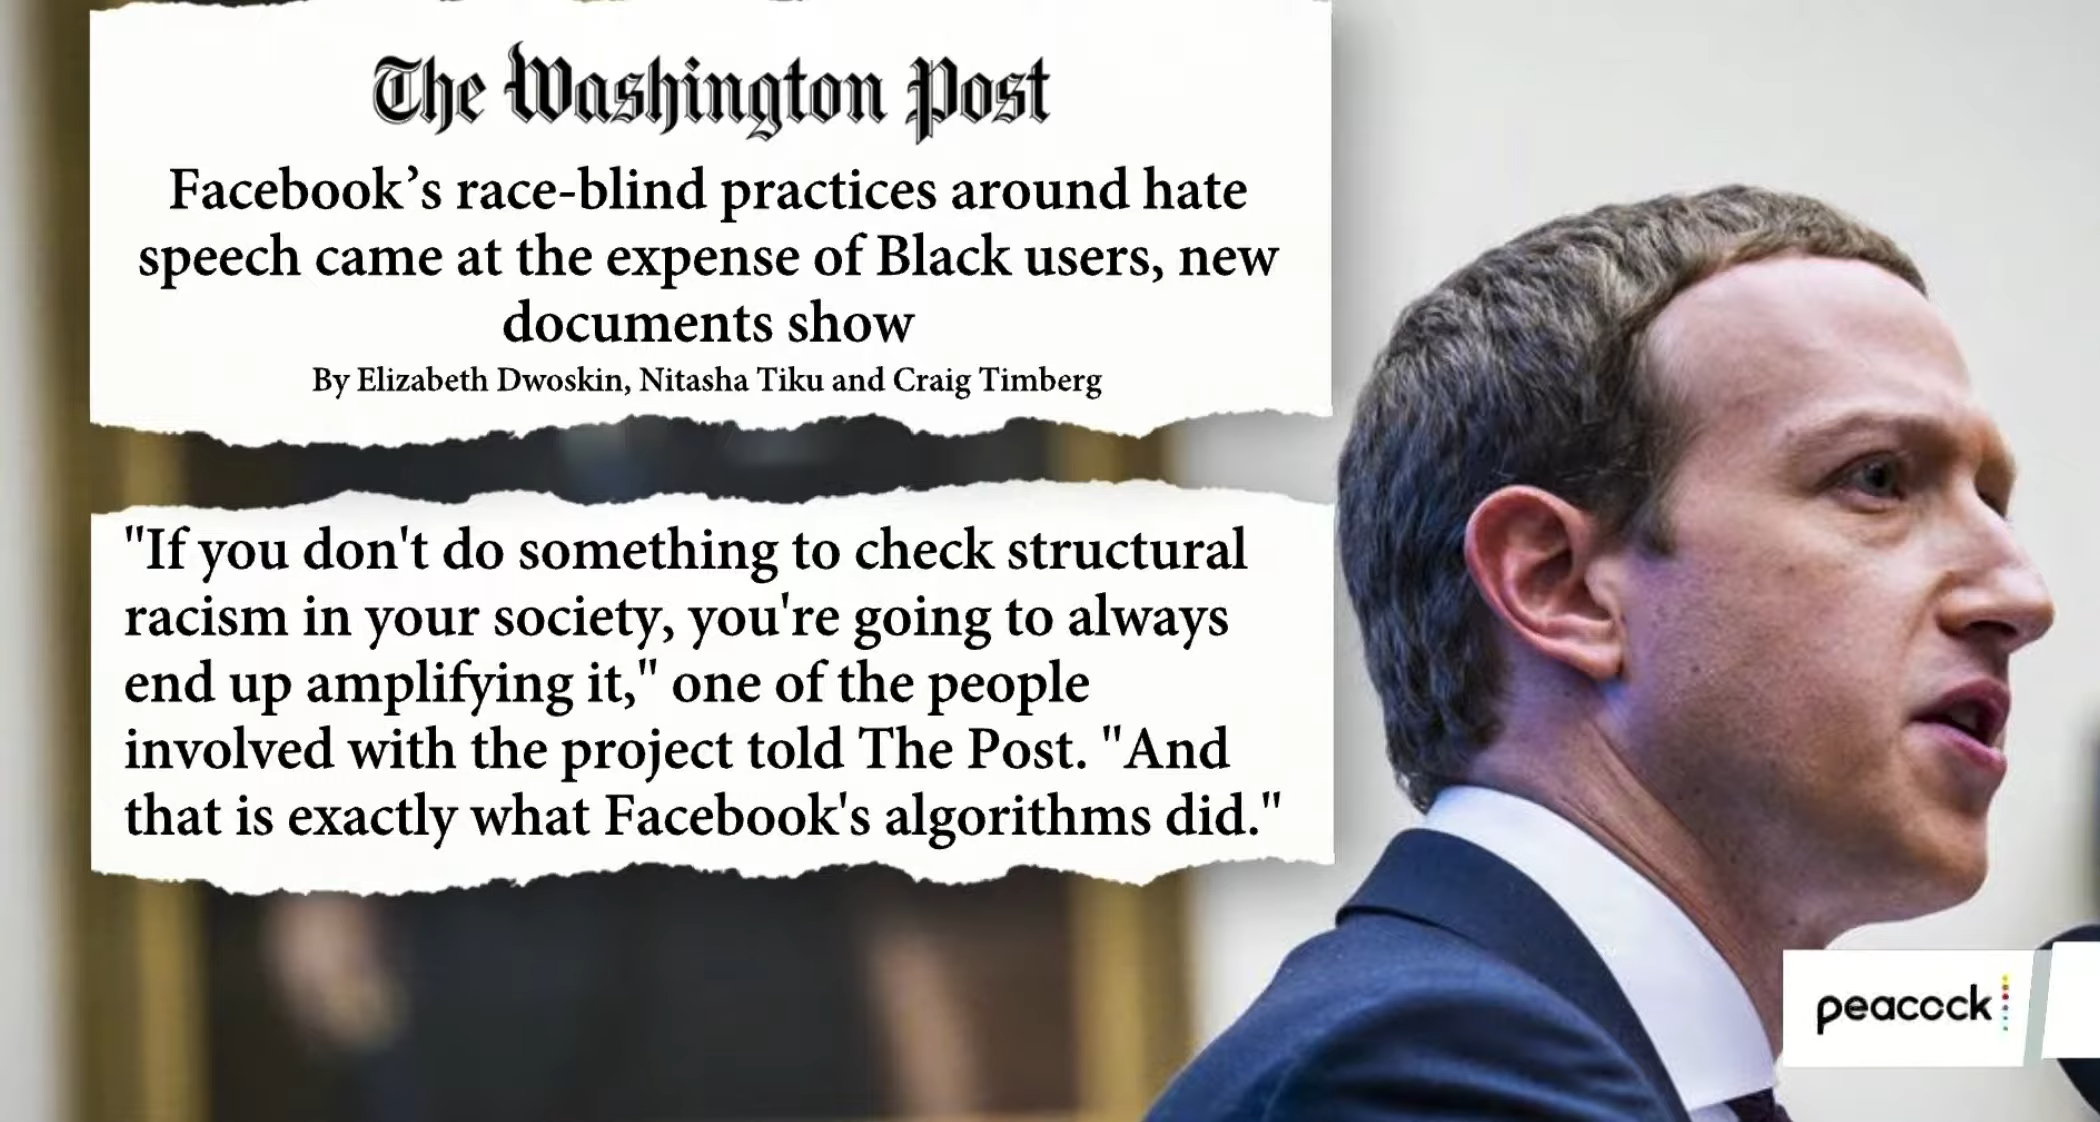 The Washington Post
Facebook’s race-blind practices around hate
speech came at the expense of Black users, new
documents show
By Elizabeth Dwoskin, Nitasha Tiku and Craig Timberg
"If you don't do something to check structural
racism in your society, you're going to always
end up amplifying it," one of the people
involved with the project told The Post. "And
that is exactly what Facebook's algorithms did."
peacock